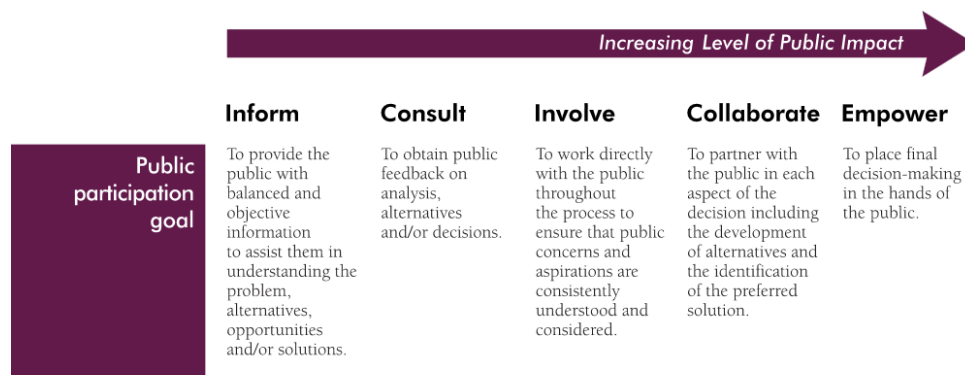 Increasing Level of Public Impact
Inform
Consult
Involve
Collaborate
Empower
Public
participation
goal
To provide the
public with
balanced and
objective
information
to assist them in
understanding the
problem,
alternatives,
opportunities
and/or solutions.
To obtain public
feedback on
analysis,
alternatives
and/or decisions.
To work directly
with the public
throughout
the process to
ensure that public
concerns and
aspirations are
consistently
understood and
considered.
To partner with
the public in each
aspect of the
decision including
the development
of alternatives and
the identification
of the preferred
solution.
To place final
decision-making
in the hands of
the public.